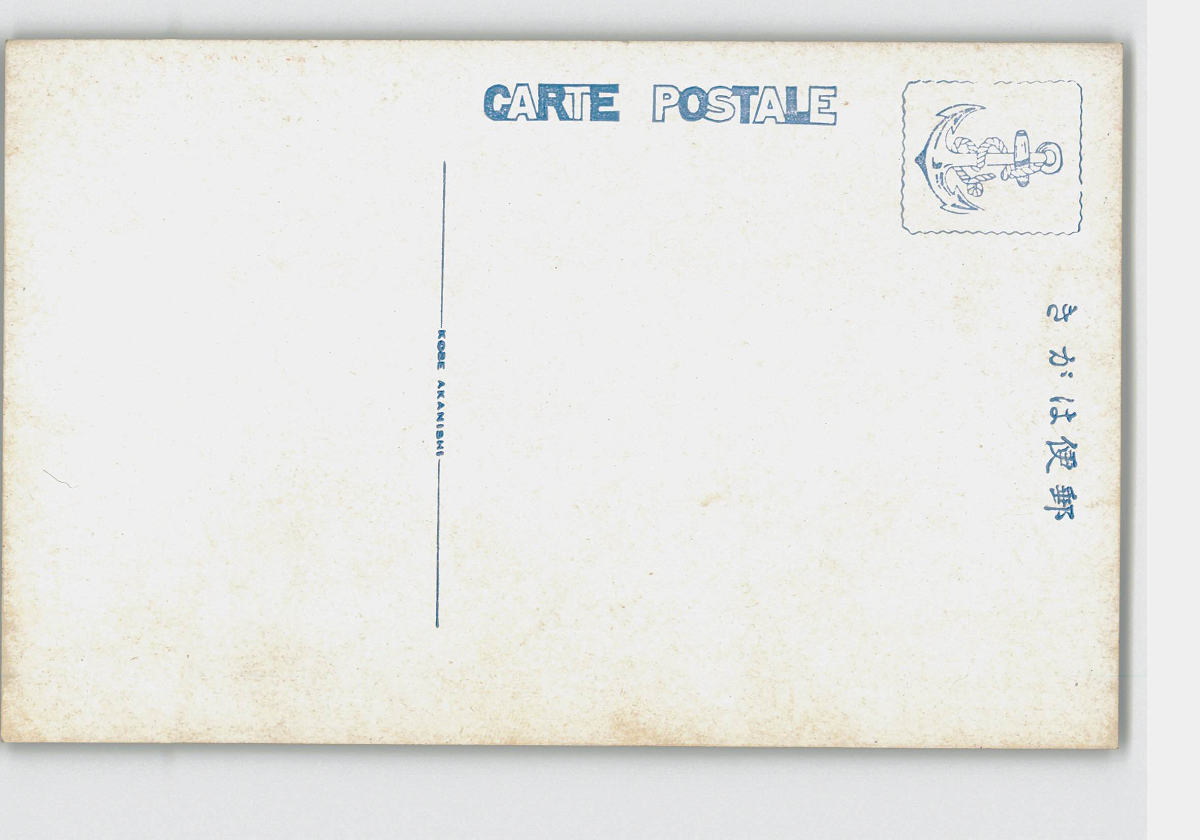 CARTE POSTALE
KOBE AKANISHI
郵便はがき